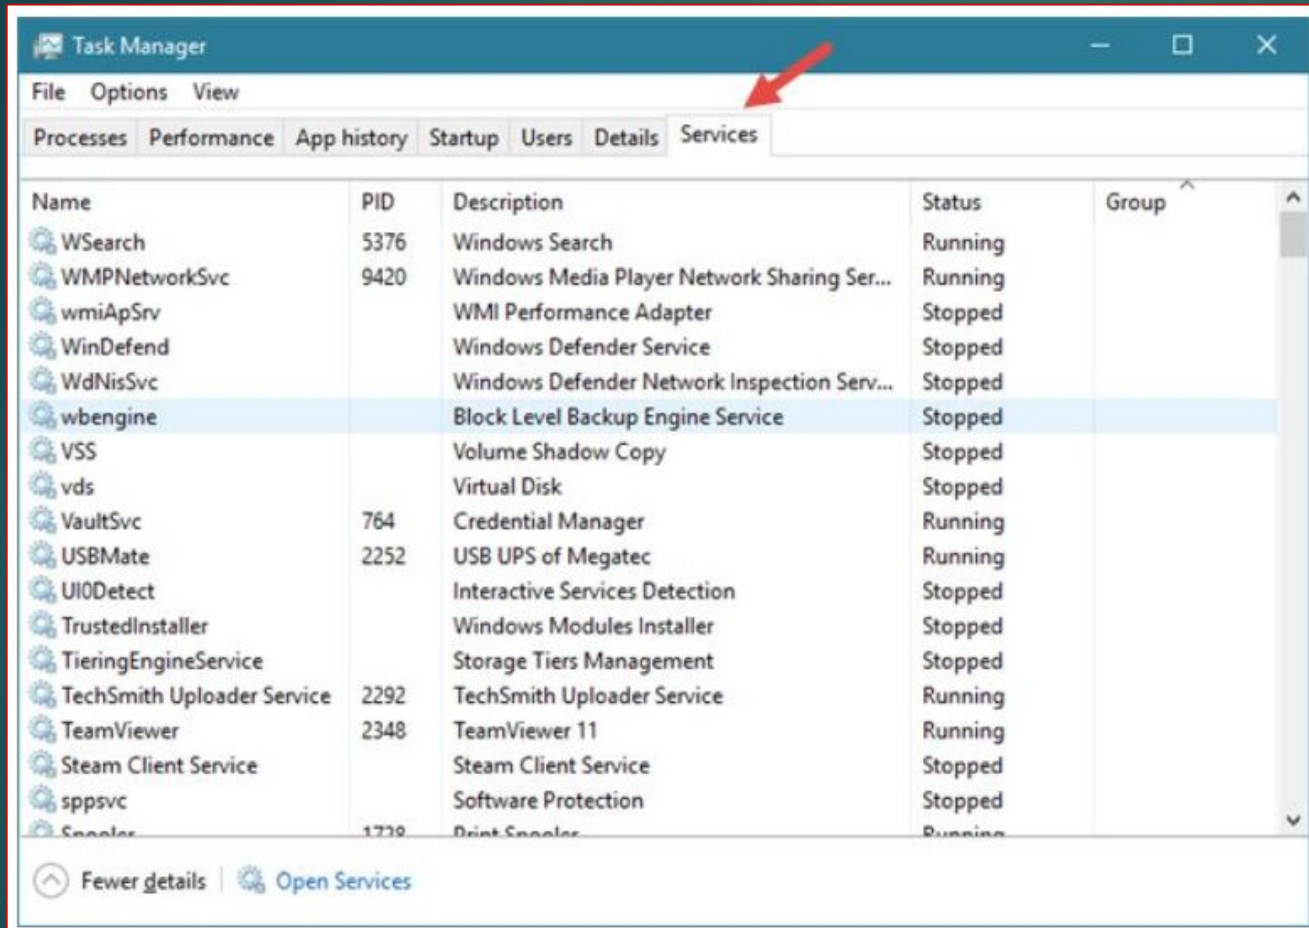 Task Manager
File Options View
Processes Performance App history Startup Users Details Services
Name PID Description Status Group
WSearch 5376 Windows Search Running
WMPNetworkSvc 9420 Windows Media Player Network Sharing Ser... Running
wmiApSrv WMI Performance Adapter Stopped
WinDefend Windows Defender Service Stopped
WdNisSvc Windows Defender Network Inspection Serv... Stopped
wbengine Block Level Backup Engine Service Stopped
VSS Volume Shadow Copy Stopped
vds Virtual Disk Stopped
VaultSvc 764 Credential Manager Running
USBMate 2252 USB UPS of Megatec Running
UI0Detect Interactive Services Detection Stopped
TrustedInstaller Windows Modules Installer Stopped
TieringEngineService Storage Tiers Management Stopped
TechSmith Uploader Service 2292 TechSmith Uploader Service Running
TeamViewer 2348 TeamViewer 11 Running
Steam Client Service Steam Client Service Stopped
sppsvc Software Protection Stopped
Spooler 1728 Print Spooler Running
Fewer details Open Services